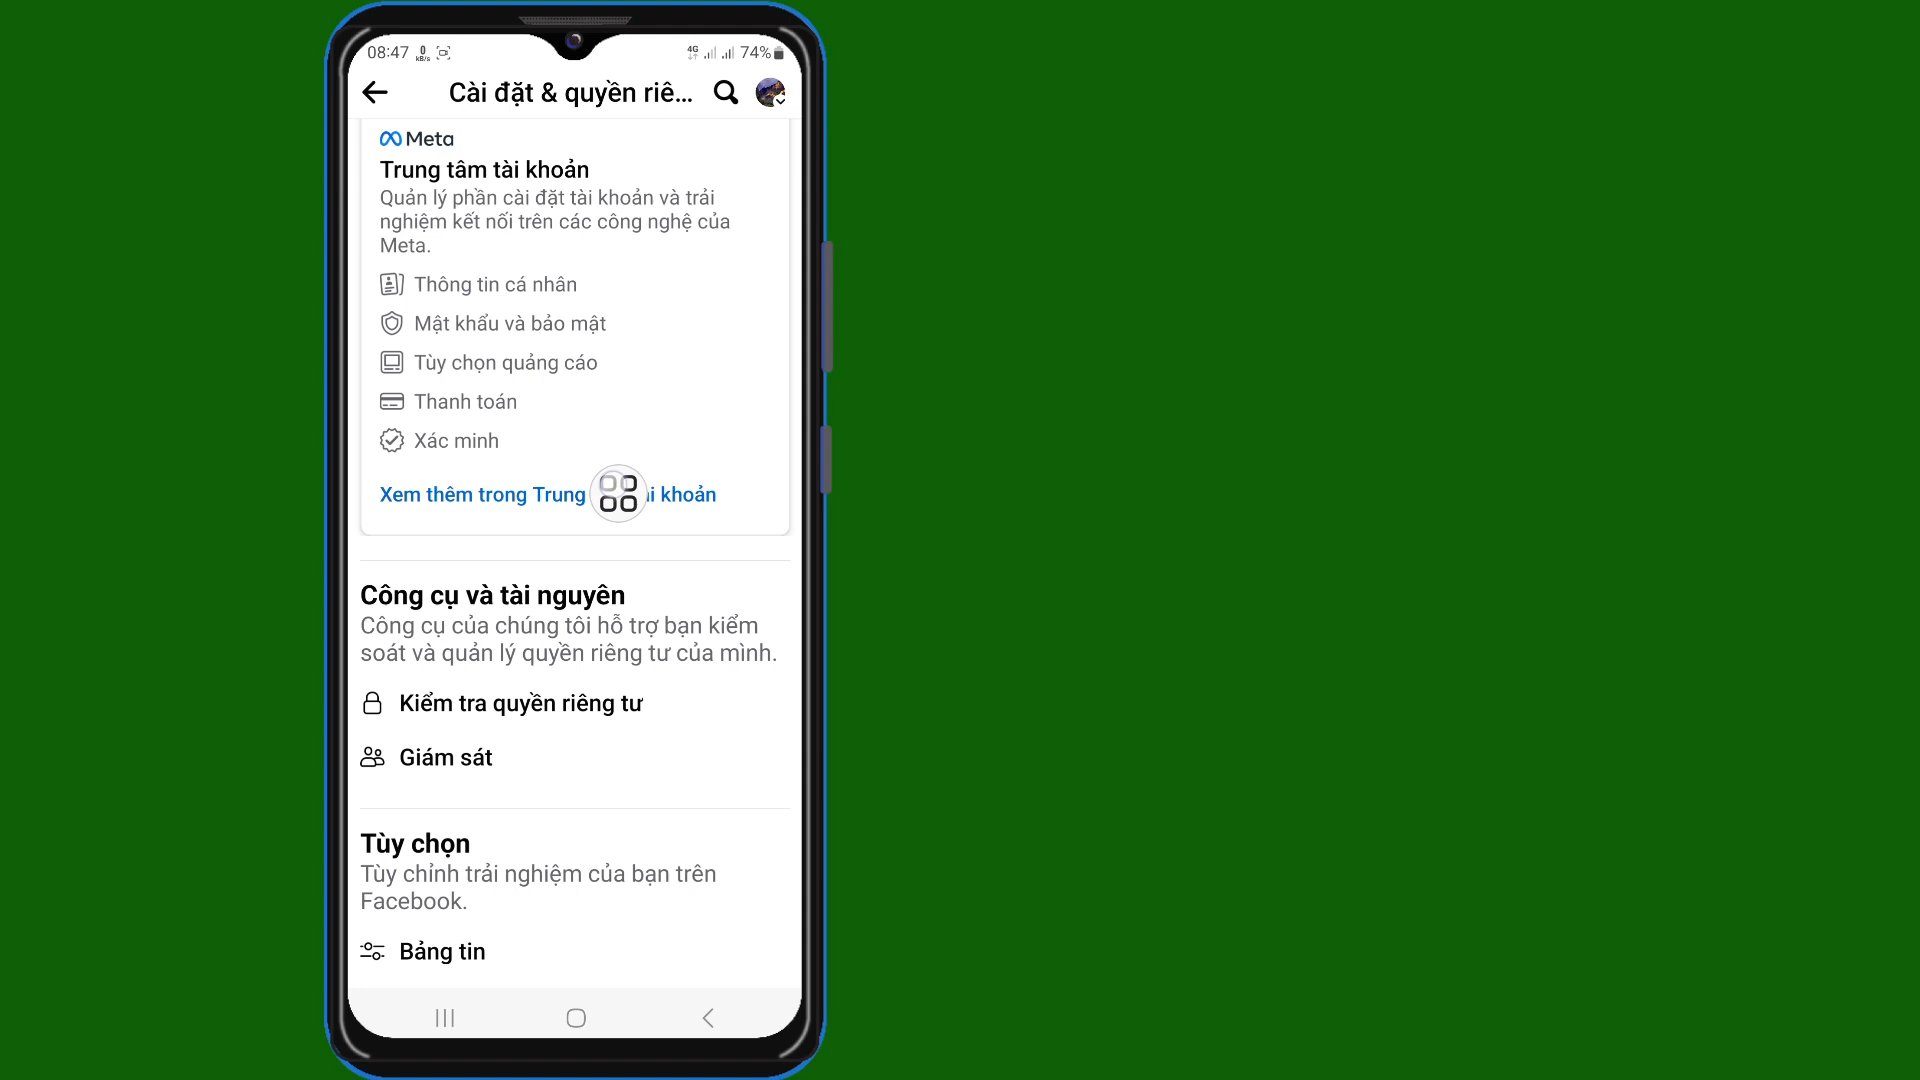 08:47 0 kB/s 4G 74%
Cài đặt & quyền riê...
Meta
Trung tâm tài khoản
Quản lý phần cài đặt tài khoản và trải
nghiệm kết nối trên các công nghệ của
Meta.
Thông tin cá nhân
Mật khẩu và bảo mật
Tùy chọn quảng cáo
Thanh toán
Xác minh
Xem thêm trong Trung i khoản
Công cụ và tài nguyên
Công cụ của chúng tôi hỗ trợ bạn kiểm
soát và quản lý quyền riêng tư của mình.
Kiểm tra quyền riêng tư
Giám sát
Tùy chọn
Tùy chỉnh trải nghiệm của bạn trên
Facebook.
Bảng tin